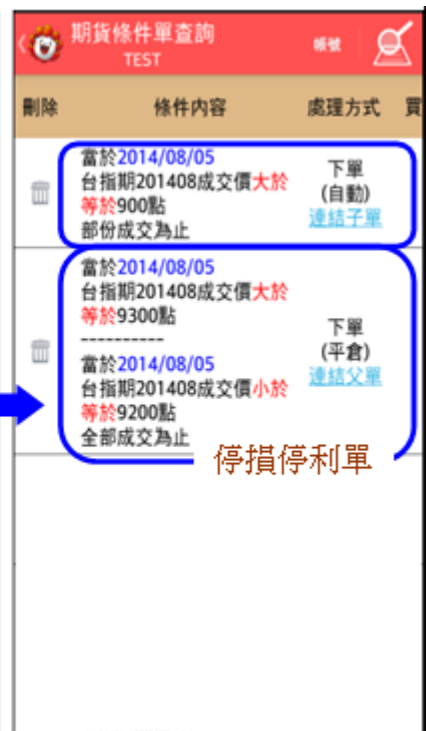 期貨條件單查詢
TEST
帳號
刪除 條件內容 處理方式 買
當於2014/08/05
台指期201408成交價大於
等於900點
部份成交為止
下單
(自動)
連結子單
當於2014/08/05
台指期201408成交價大於
等於9300點
----------
當於2014/08/05
台指期201408成交價小於
等於9200點
全部成交為止
下單
(平倉)
連結父單
停損停利單